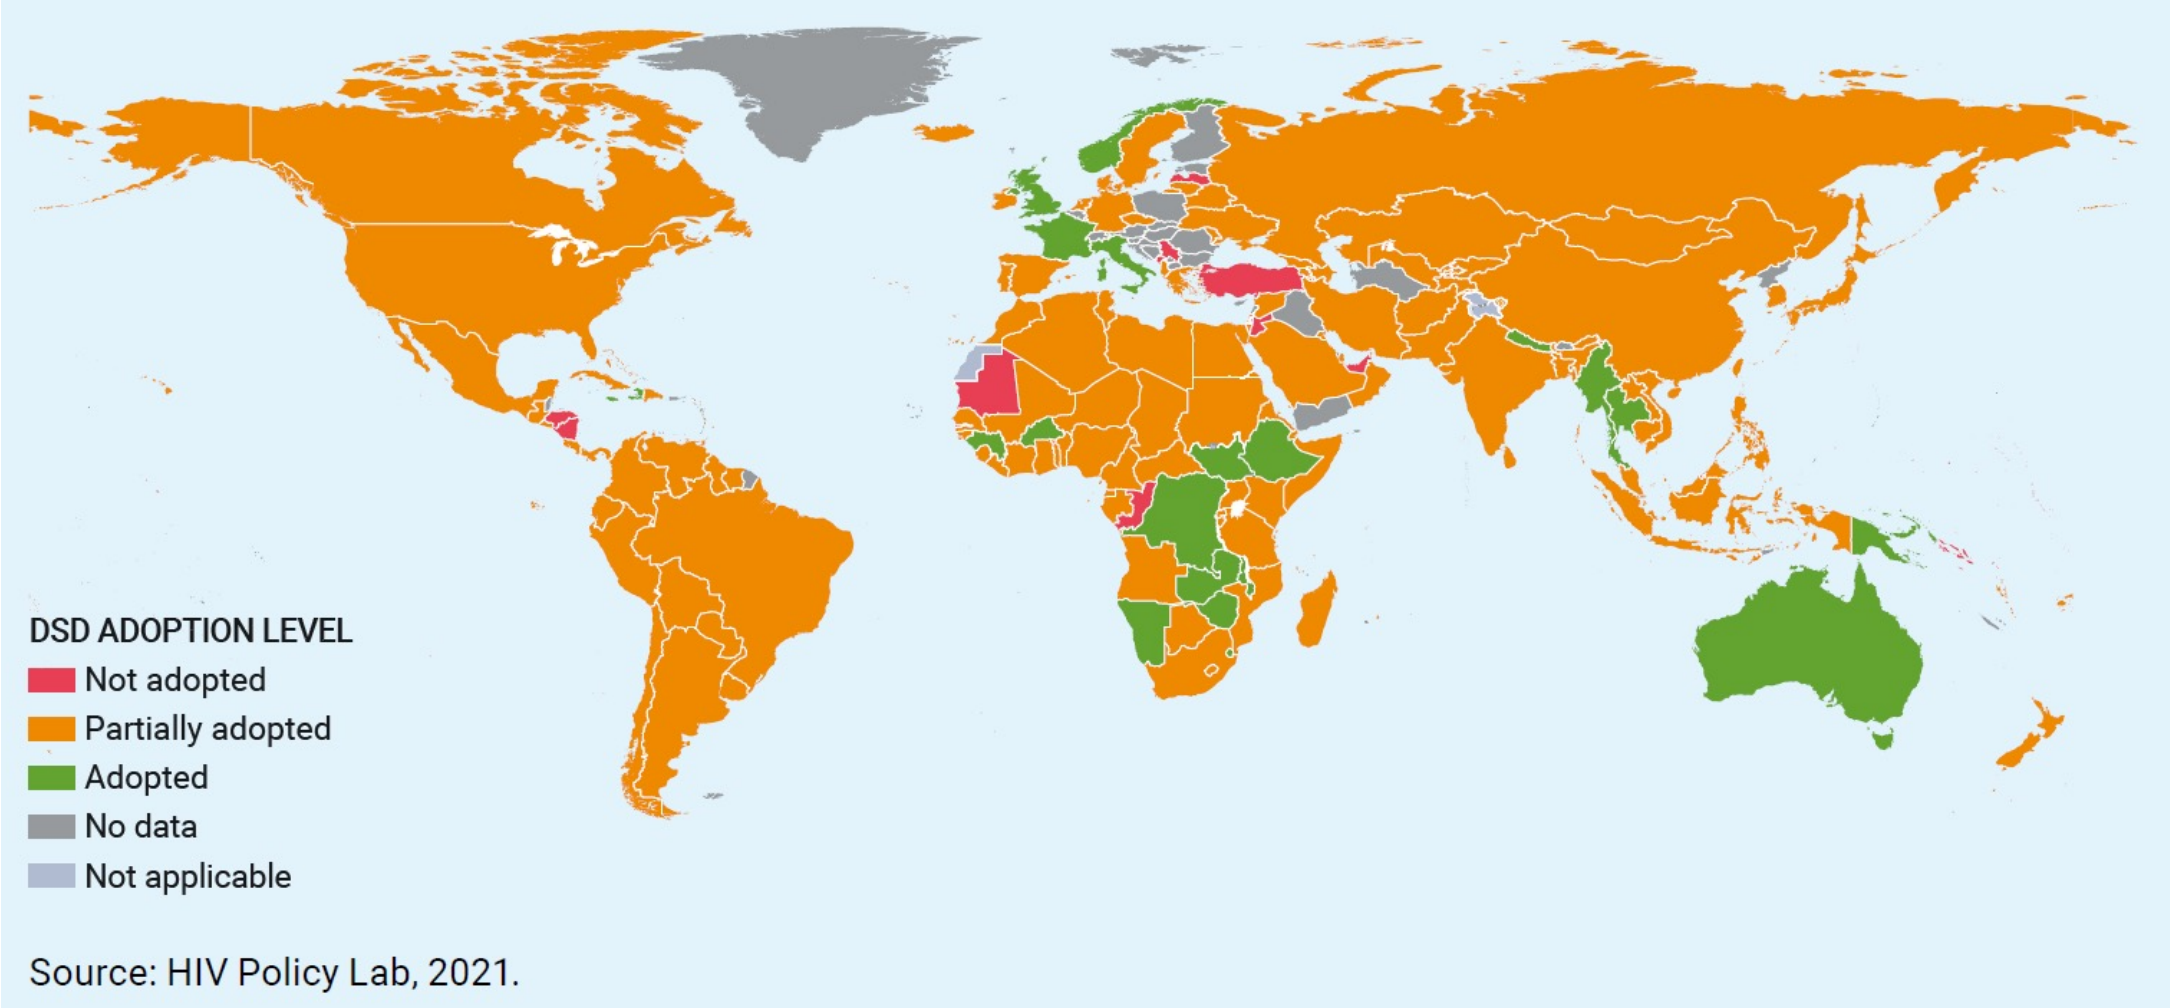 DSD ADOPTION LEVEL
Not adopted
Partially adopted
Adopted
No data
Not applicable
Source: HIV Policy Lab, 2021.